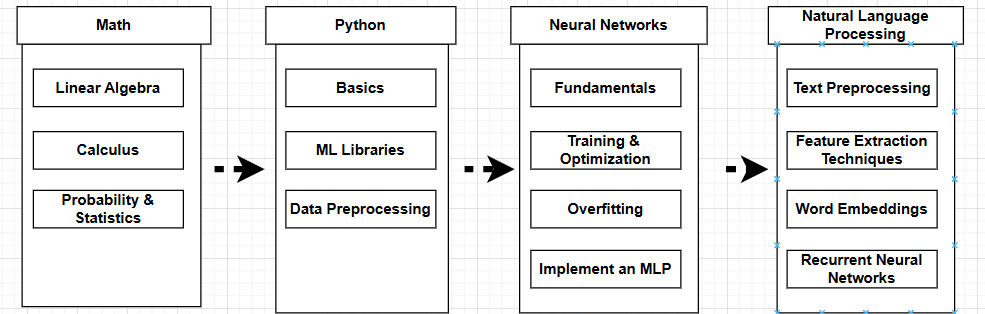 Math
Linear Algebra
Calculus
Probability &
Statistics
Python
Basics
ML Libraries
Data Preprocessing
Neural Networks
Fundamentals
Training &
Optimization
Overfitting
Implement an MLP
Natural Language
Processing
Text Preprocessing
Feature Extraction
Techniques
Word Embeddings
Recurrent Neural
Networks